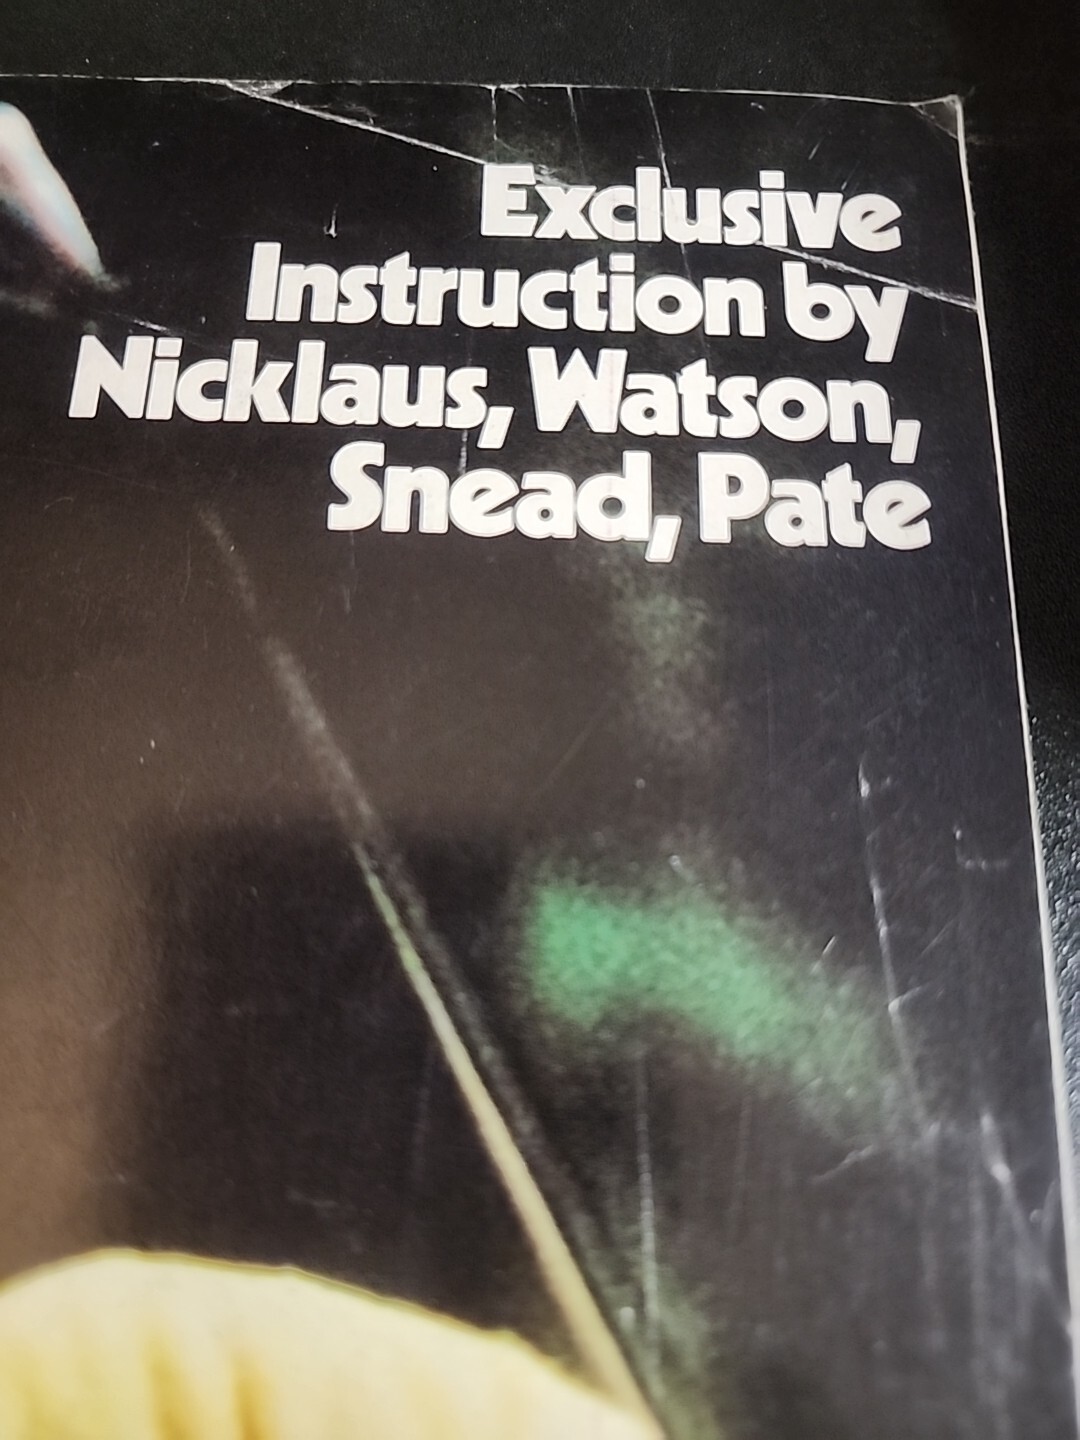 Exclusive
Instruction by
Nicklaus, Watson,
Snead, Pate